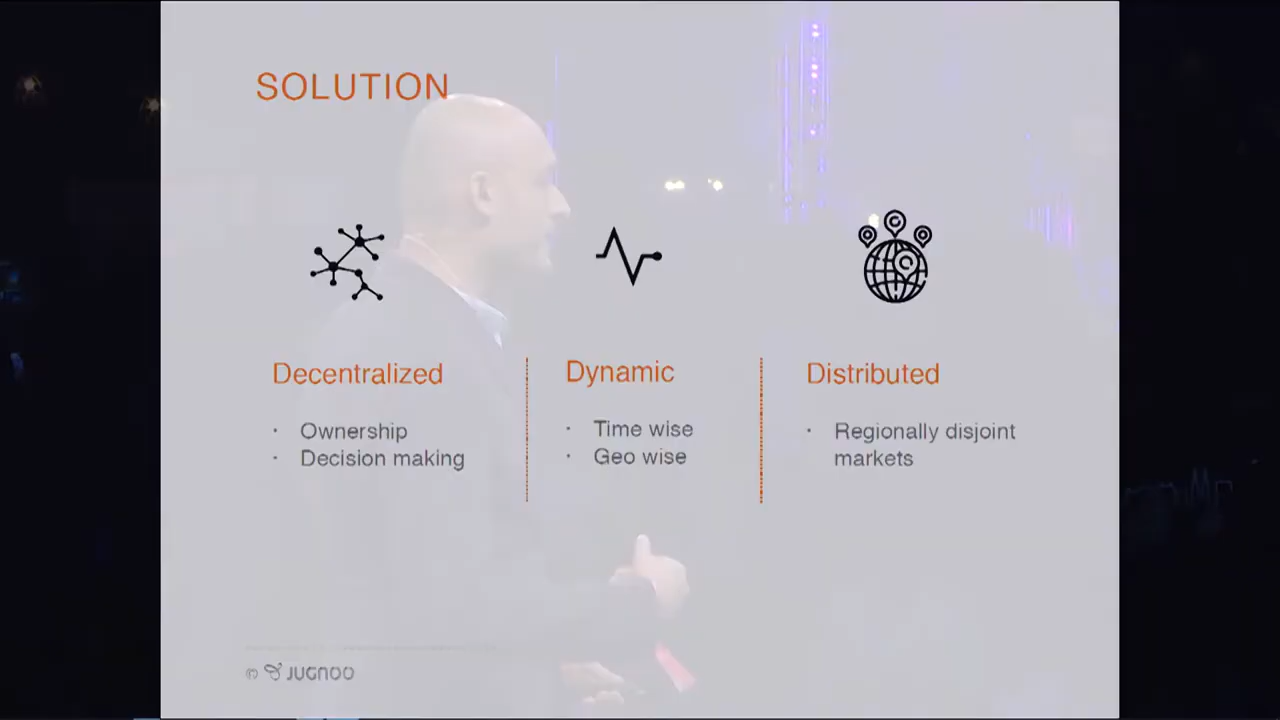 SOLUTION
Decentralized
· Ownership
· Decision making
Dynamic
· Time wise
· Geo wise
Distributed
· Regionally disjoint
markets
© JUGNOO